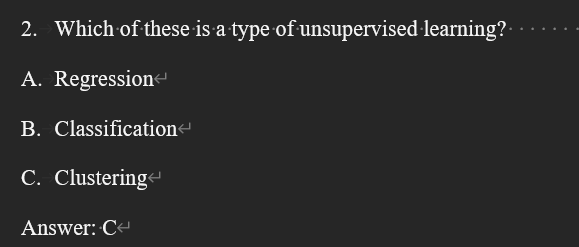 2. Which of these is a type of unsupervised learning?
A. Regression
B. Classification
C. Clustering
Answer: C